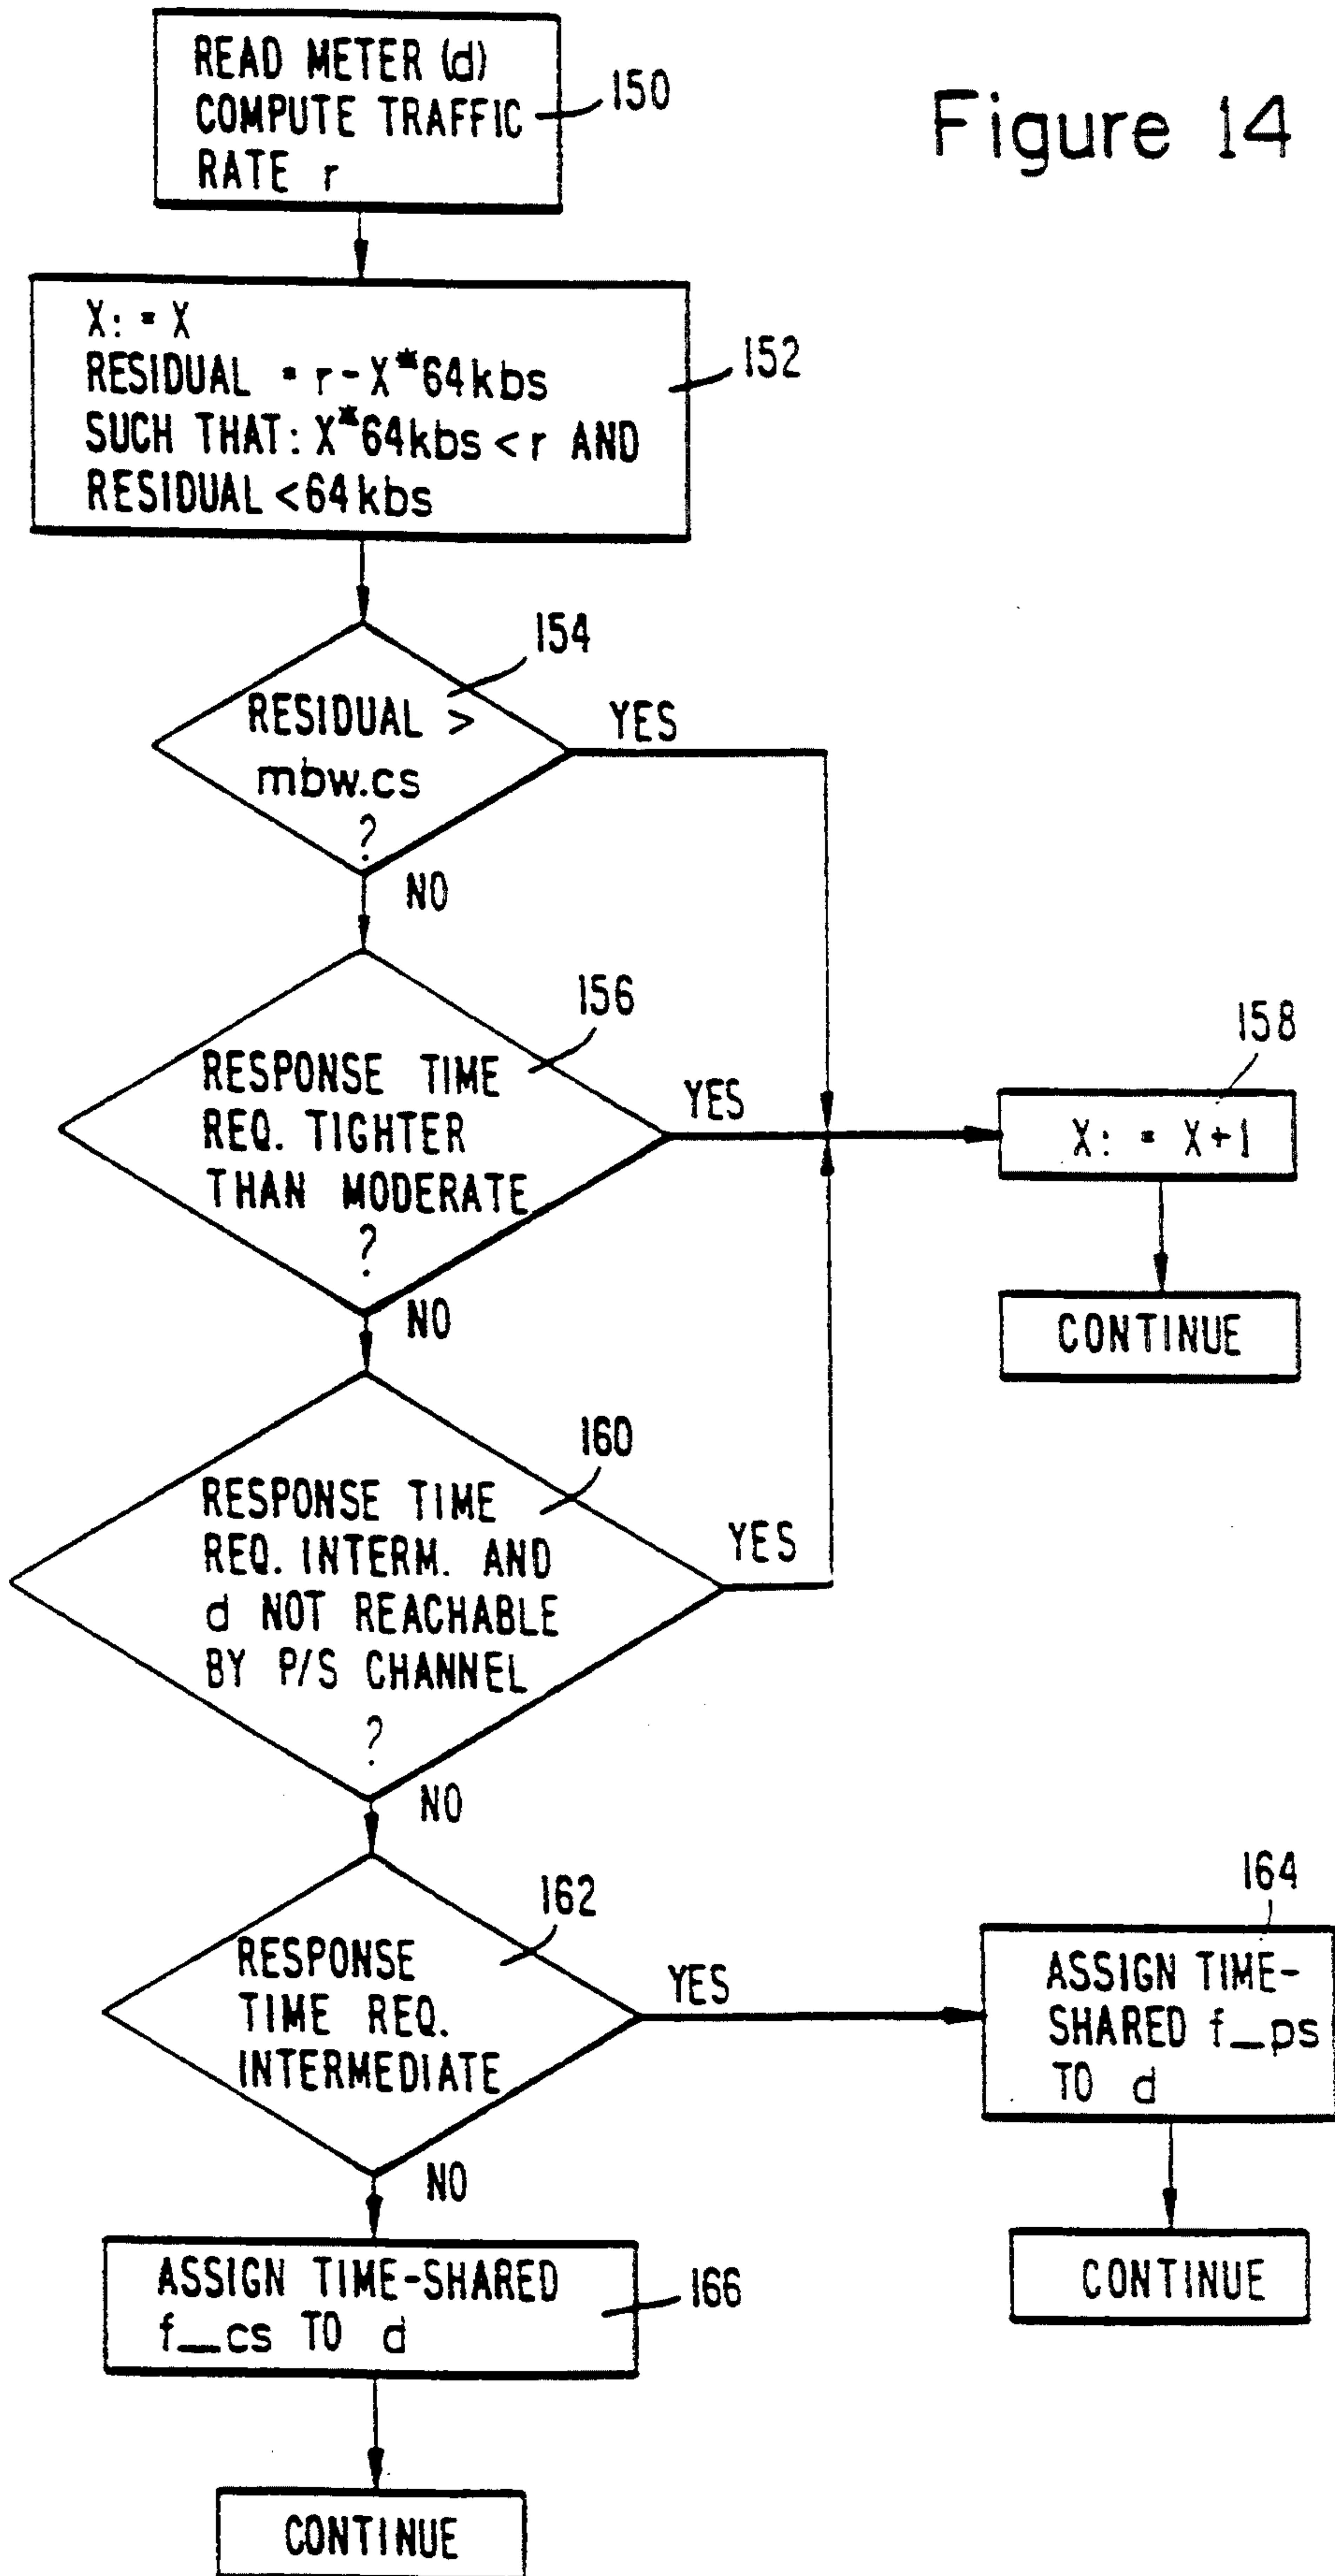 READ METER (d)
COMPUTE TRAFFIC
RATE r
150
Figure 14
X: = X
RESIDUAL = r-X*64kbs
SUCH THAT: X*64kbs < r AND
RESIDUAL <64kbs
152
154
RESIDUAL >
mbw.cs
?
YES
NO
156
RESPONSE TIME
REQ. TIGHTER
THAN MODERATE
?
YES
NO
158
X: = X+1
CONTINUE
160
RESPONSE TIME
REQ. INTERM. AND
d NOT REACHABLE
BY P/S CHANNEL
?
YES
NO
162
RESPONSE
TIME REQ.
INTERMEDIATE
YES
NO
164
ASSIGN TIME-
SHARED f_ps
TO d
CONTINUE
ASSIGN TIME-SHARED
f_cs TO d
166
CONTINUE